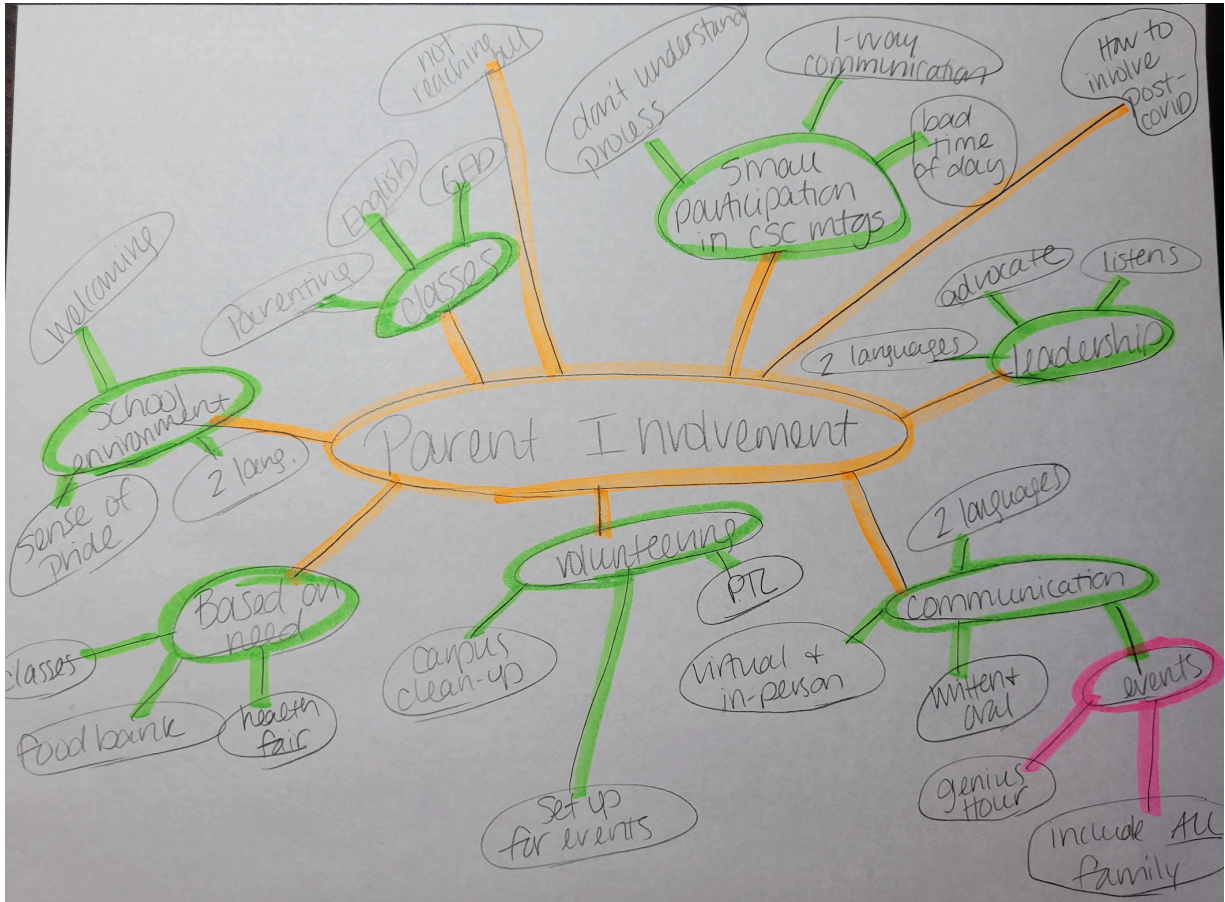 not
reaching
all
1-way
communication
How to
involve
post-
covid
don't understand
process
bad
time
of day
English
GED
small
participation
in CSC mtgs
Parenting
classes
welcoming
advocate
listens
2 languages
leadership
School
environment
2 lang.
sense of
pride
Parent Involvement
2 languages
volunteering
PTL
communication
Based on
need
classes
food bank
health
fair
campus
clean-up
virtual &
in-person
written &
oral
events
genius
Hour
set up
for events
include ALL
family